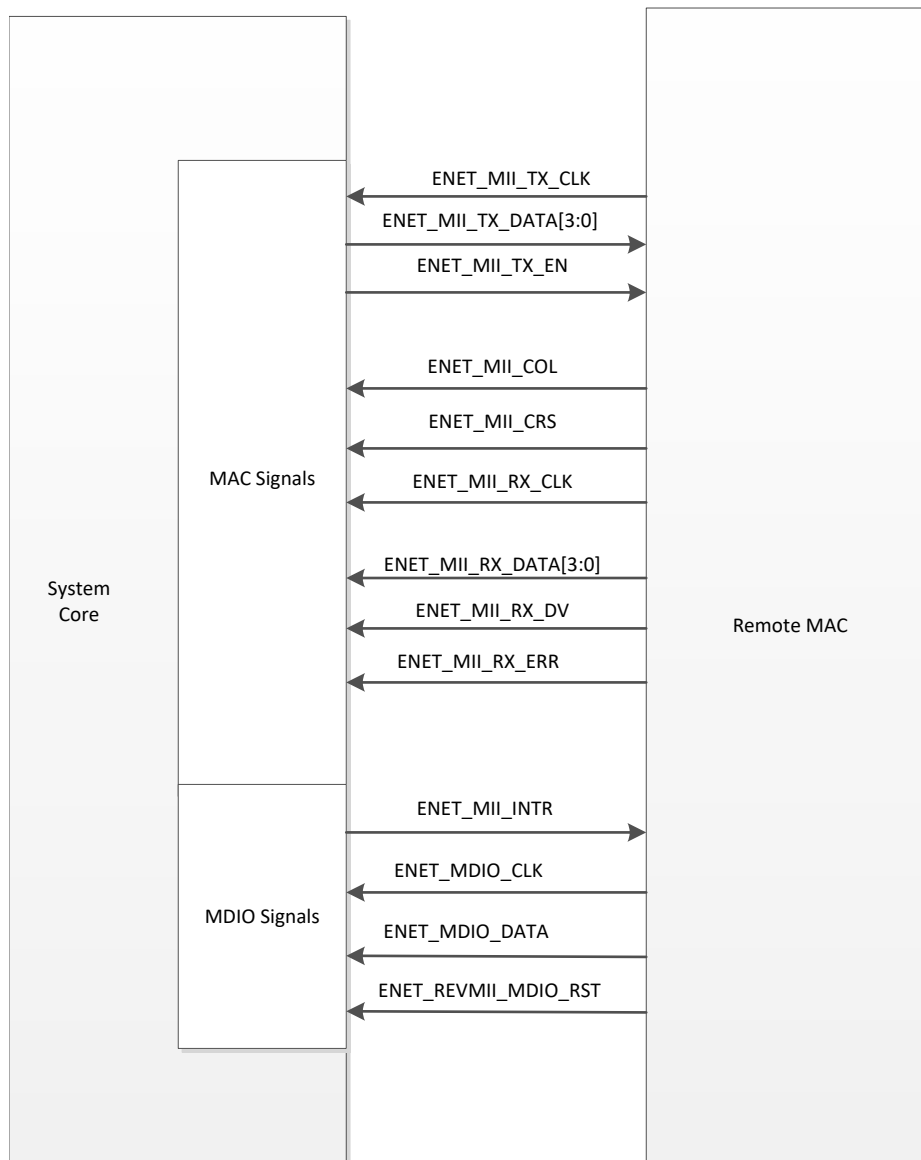 ENET_MII_TX_CLK
ENET_MII_TX_DATA[3:0]
ENET_MII_TX_EN
ENET_MII_COL
ENET_MII_CRS
MAC Signals
ENET_MII_RX_CLK
ENET_MII_RX_DATA[3:0]
System
Core
ENET_MII_RX_DV
Remote MAC
ENET_MII_RX_ERR
ENET_MII_INTR
ENET_MDIO_CLK
MDIO Signals
ENET_MDIO_DATA
ENET_REVMII_MDIO_RST